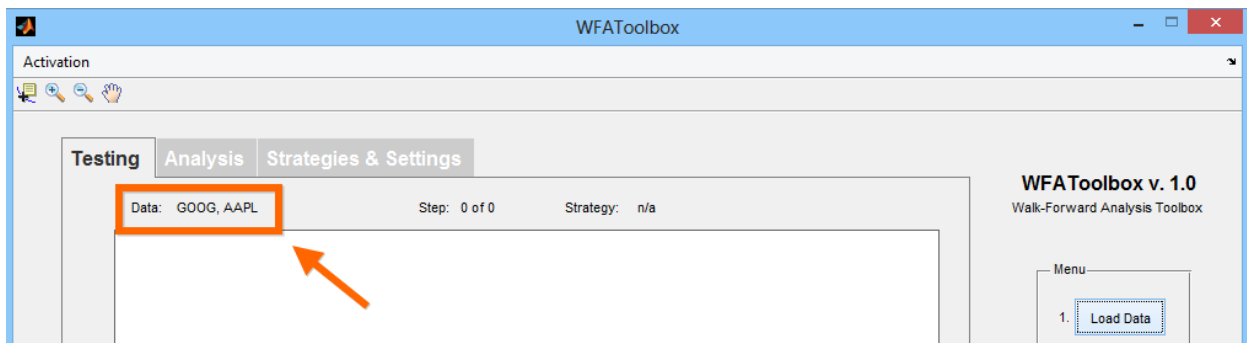 WFAToolbox
Activation
Testing Analysis Strategies & Settings
Data: GOOG, AAPL Step: 0 of 0 Strategy: n/a
WFAToolbox v. 1.0
Walk-Forward Analysis Toolbox
Menu
1. Load Data